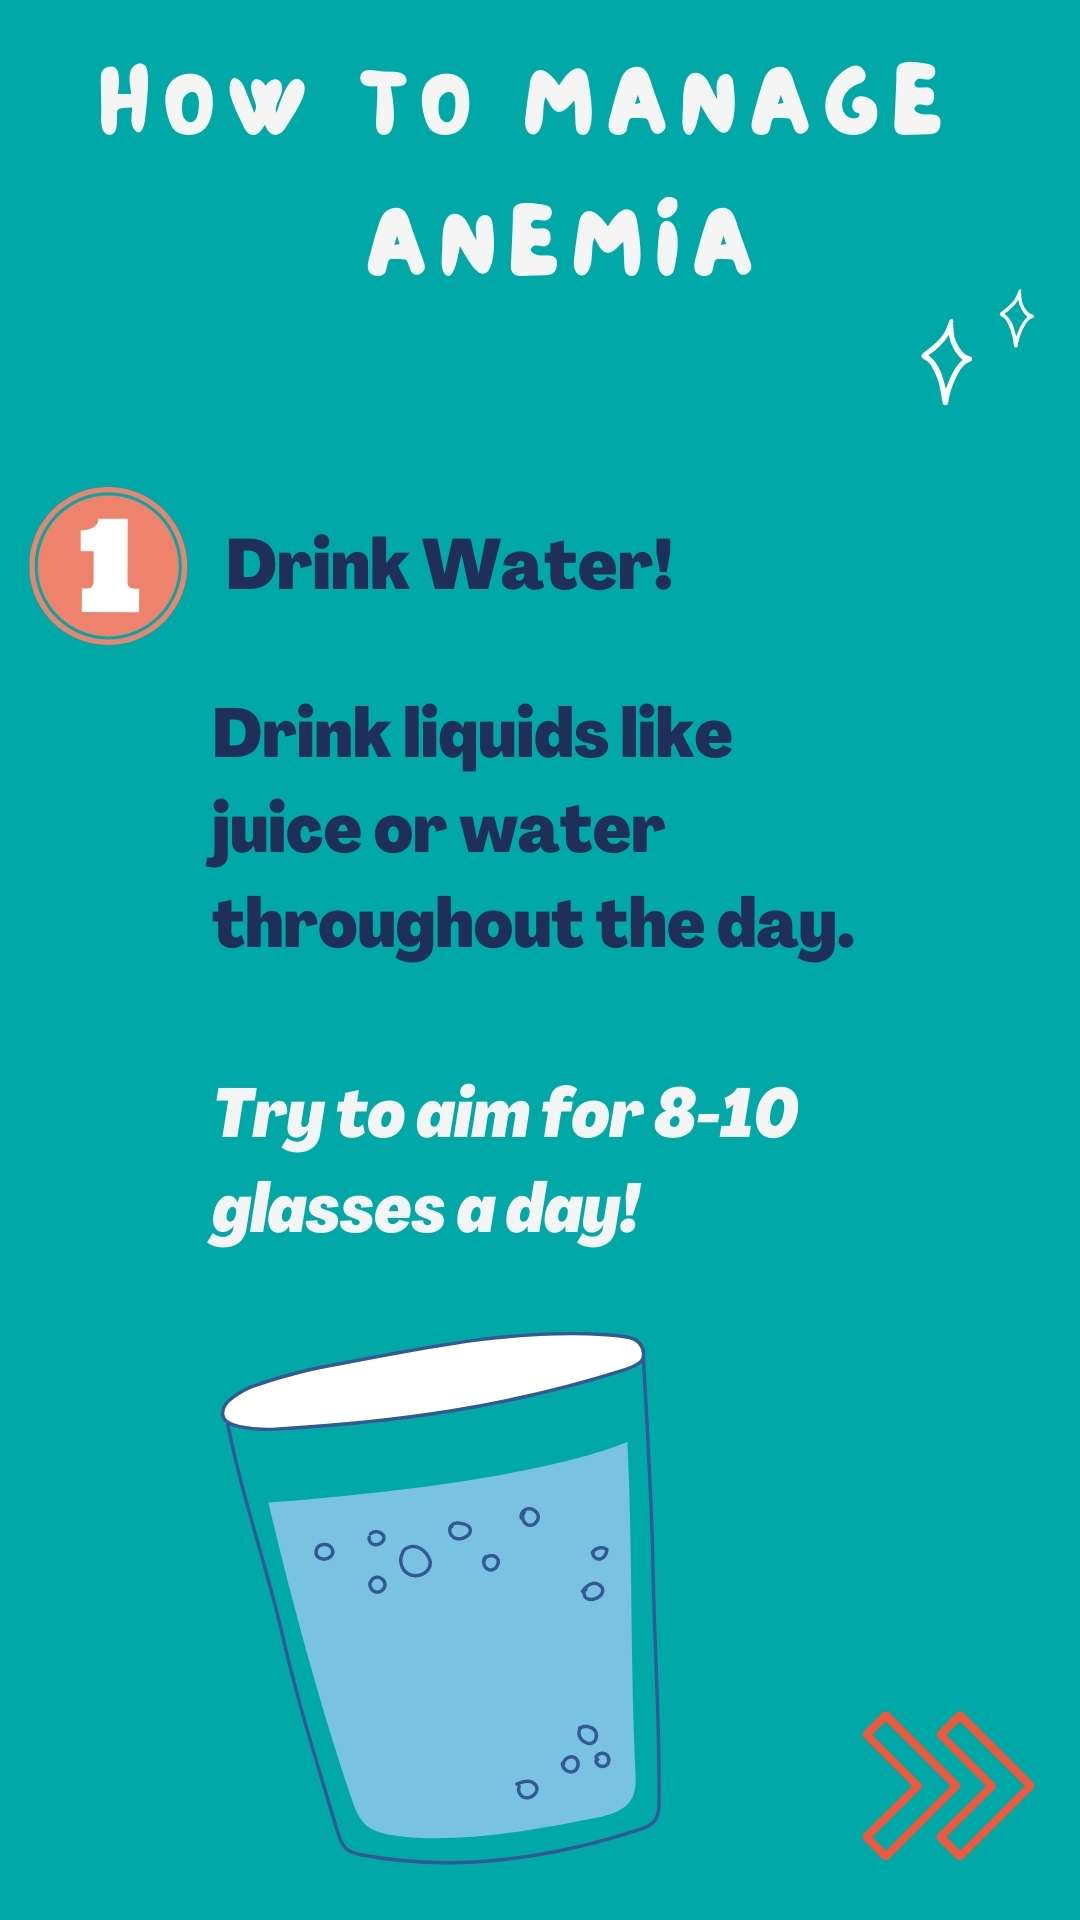 How to Manage
Anemia
1
Drink Water!
Drink liquids like
juice or water
throughout the day.
Try to aim for 8-10
glasses a day!